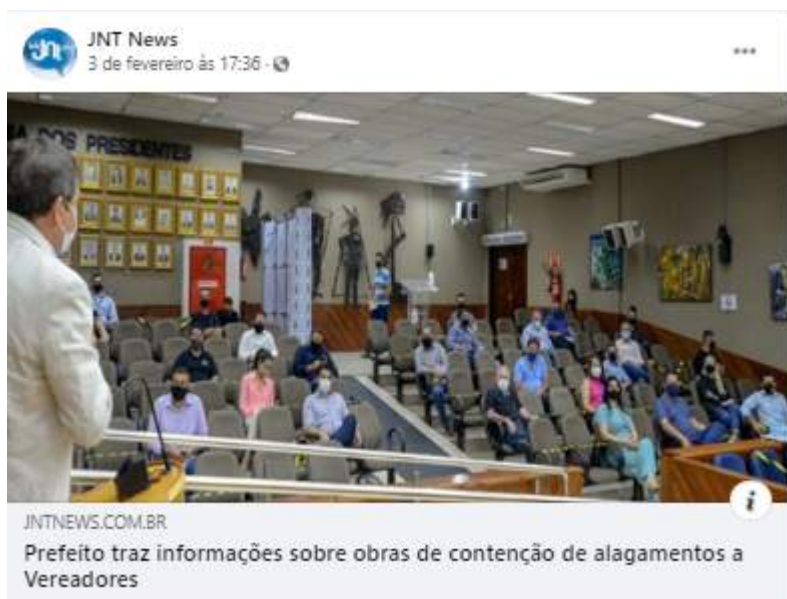 JNT News
3 de fevereiro às 17:36
JNT
DOS PRESIDENTES
JNTNEWS.COM.BR
Prefeito traz informações sobre obras de contenção de alagamentos a
Vereadores